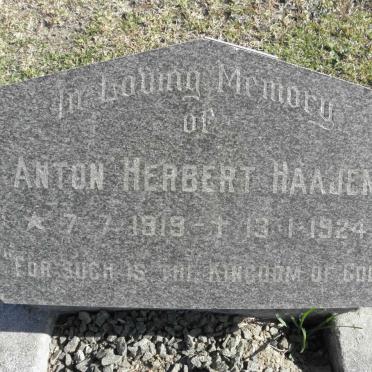 In Loving Memory
of
ANTON HERBERT HAAJEN
* 7-7-1919 - + 13-1-1924
"FOR SUCH IS THE KINGDOM OF GOD